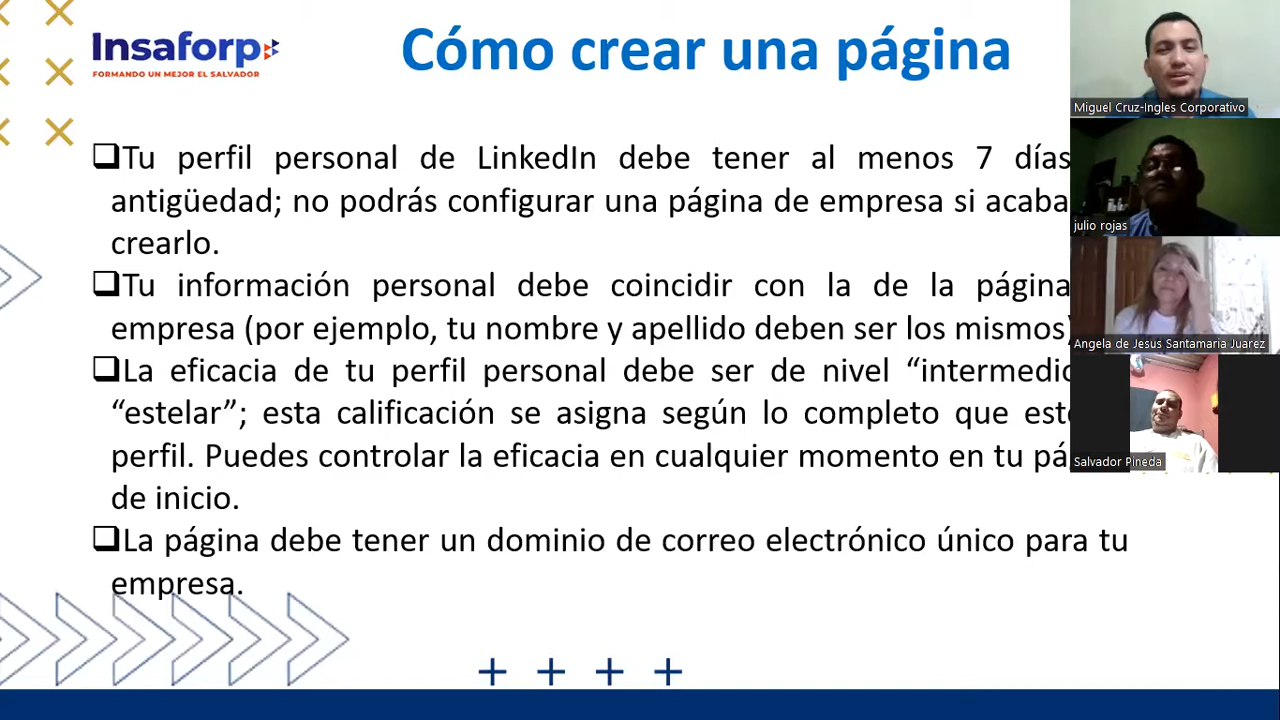 Insaforp
FORMANDO UN MEJOR EL SALVADOR
Cómo crear una página
❑Tu perfil personal de LinkedIn debe tener al menos 7 días
antigüedad; no podrás configurar una página de empresa si acaba
crearlo.
❑Tu información personal debe coincidir con la de la página
empresa (por ejemplo, tu nombre y apellido deben ser los mismos)
❑La eficacia de tu perfil personal debe ser de nivel “intermedio
“estelar”; esta calificación se asigna según lo completo que esté
perfil. Puedes controlar la eficacia en cualquier momento en tu pá
de inicio.
❑La página debe tener un dominio de correo electrónico único para tu
empresa.
Miguel Cruz-Ingles Corporativo
julio rojas
Angela de Jesus Santamaria Juarez
Salvador Pineda